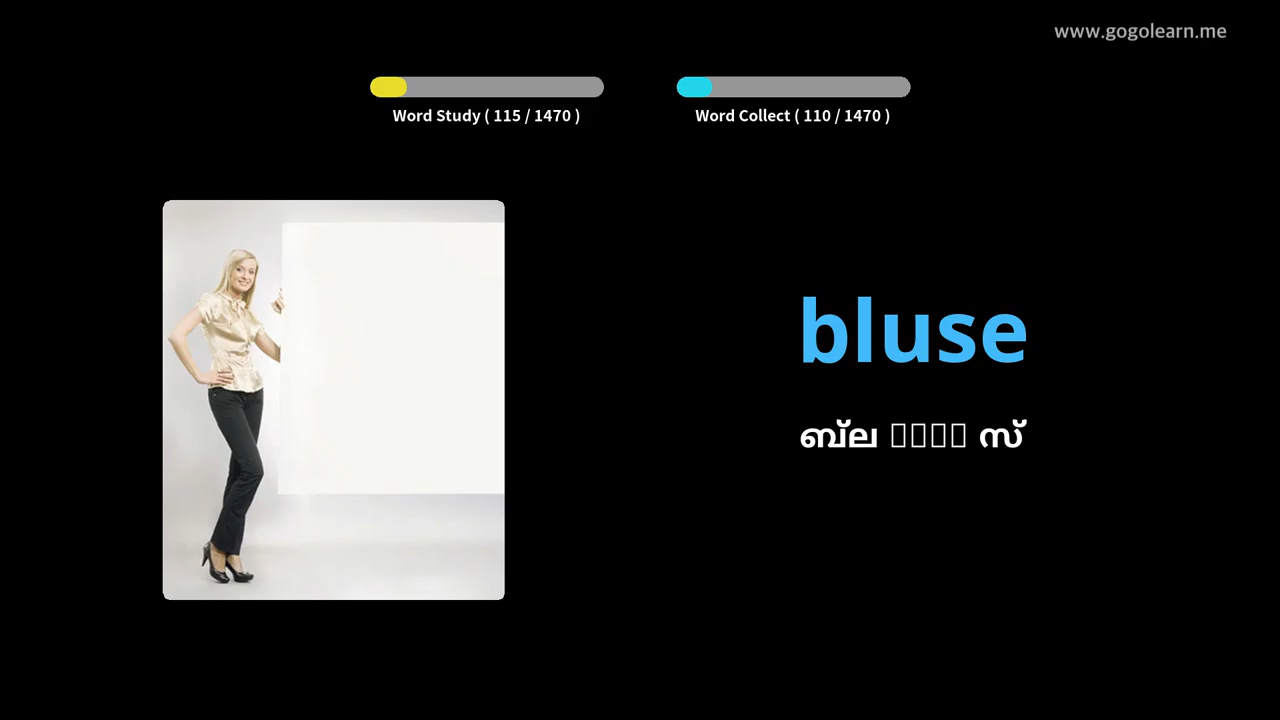 www.gogolearn.me
Word Study ( 115 / 1470 )
Word Collect ( 110 / 1470 )
bluse
ബ്ല സ്